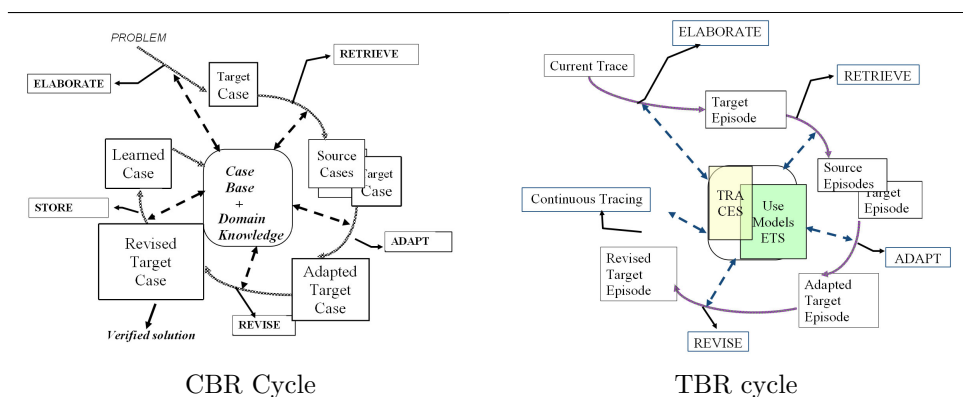 PROBLEM
ELABORATE
RETRIEVE
Target
Case
Learned
Case
Source
Cases
Target
Case
Case
Base
+
Domain
Knowledge
STORE
ADAPT
Revised
Target
Case
Adapted
Target
Case
REVISE
Verified solution
CBR Cycle
ELABORATE
Current Trace
RETRIEVE
Target
Episode
Source
Episodes
Target
Episode
TRA
CES
Use
Models
ETS
Continuous Tracing
ADAPT
Revised
Target
Episode
Adapted
Target
Episode
REVISE
TBR cycle